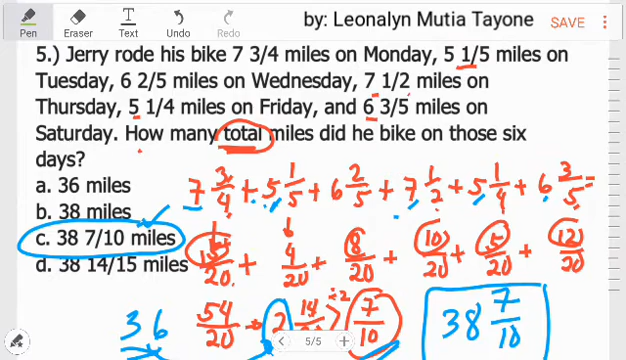 Pen Eraser Text Undo Redo by: Leonalyn Mutia Tayone SAVE
5.) Jerry rode his bike 7 3/4 miles on Monday, 5 1/5 miles on
Tuesday, 6 2/5 miles on Wednesday, 7 1/2 miles on
Thursday, 5 1/4 miles on Friday, and 6 3/5 miles on
Saturday. How many total miles did he bike on those six
days?
a. 36 miles
7 3/4 + 5 1/5 + 6 2/5 + 7 1/2 + 5 1/4 + 6 3/5 =
b. 38 miles
c. 38 7/10 miles
15/20 + 4/20 + 8/20 + 10/20 + 5/20 + 12/20
d. 38 14/15 miles
36 54/20 2 14 ÷2 7/10 38 7/10
5/5